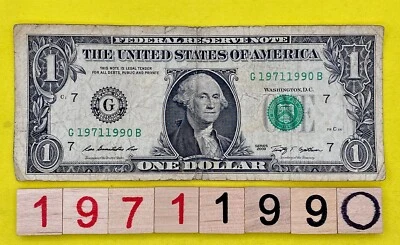 FEDERAL RESERVE NOTE
THE UNITED STATES OF AMERICA
1 1
THIS NOTE IS LEGAL TENDER
FOR ALL DEBTS, PUBLIC AND PRIVATE
G 19711990 B
WASHINGTON, D.C.
7 7
G
G 19711990 B
7 7
SERIES
1 1
ONE DOLLAR
1 9 7 1 1 9 9 0